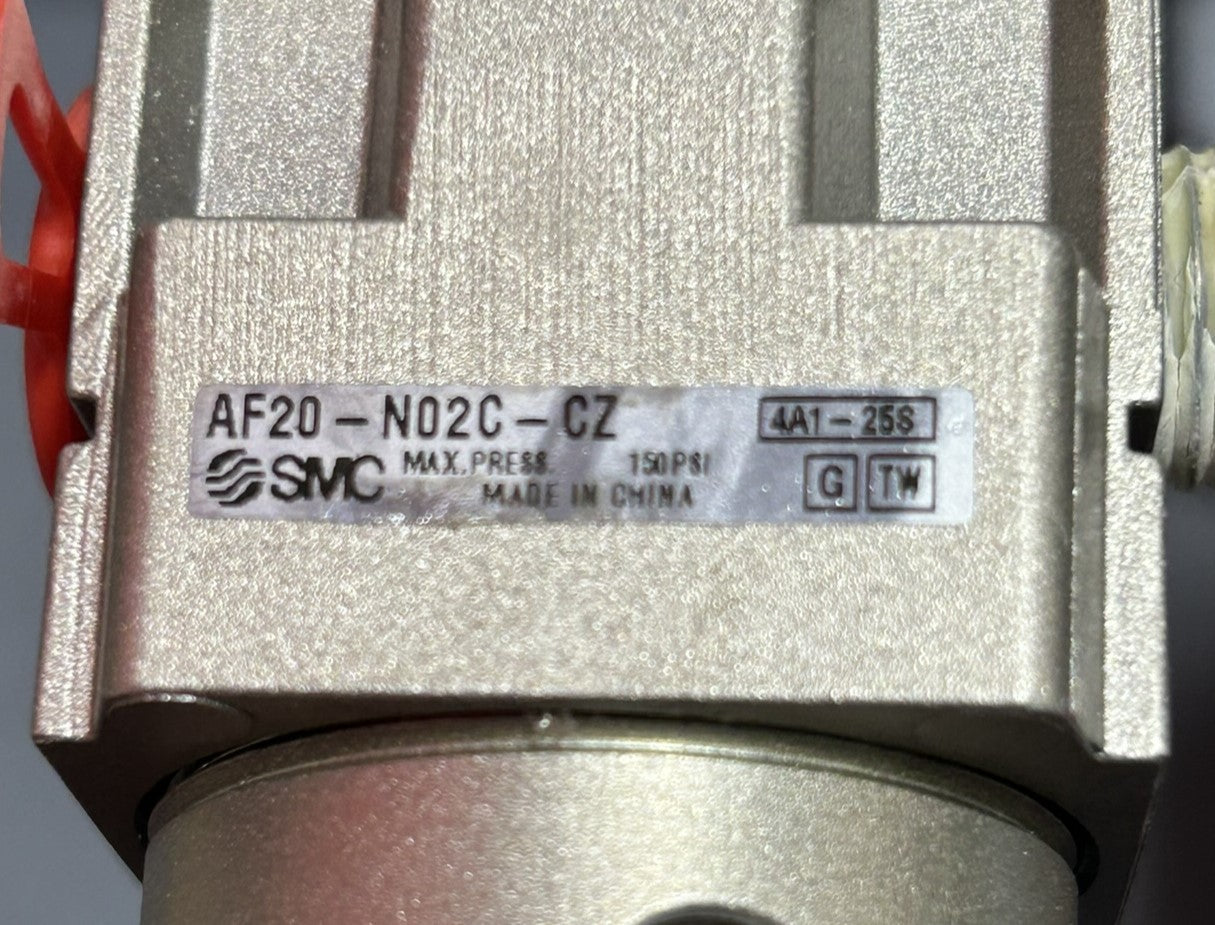 AF20-N02C-CZ 4A1-25S
SMC MAX.PRESS. 150PSI G TW
MADE IN CHINA